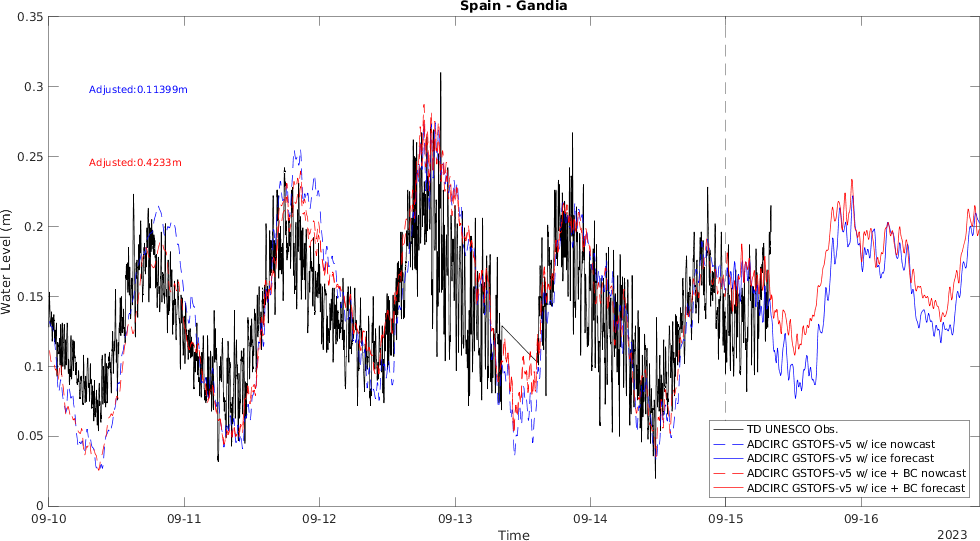 Spain - Gandia
0.35
0.3
0.25
0.2
0.15
0.1
0.05
0
Water Level (m)
Adjusted:0.11399m
Adjusted:0.4233m
TD UNESCO Obs.
ADCIRC GSTOFS-v5 w/ ice nowcast
ADCIRC GSTOFS-v5 w/ ice forecast
ADCIRC GSTOFS-v5 w/ ice + BC nowcast
ADCIRC GSTOFS-v5 w/ ice + BC forecast
09-10 09-11 09-12 09-13 09-14 09-15 09-16
Time
2023